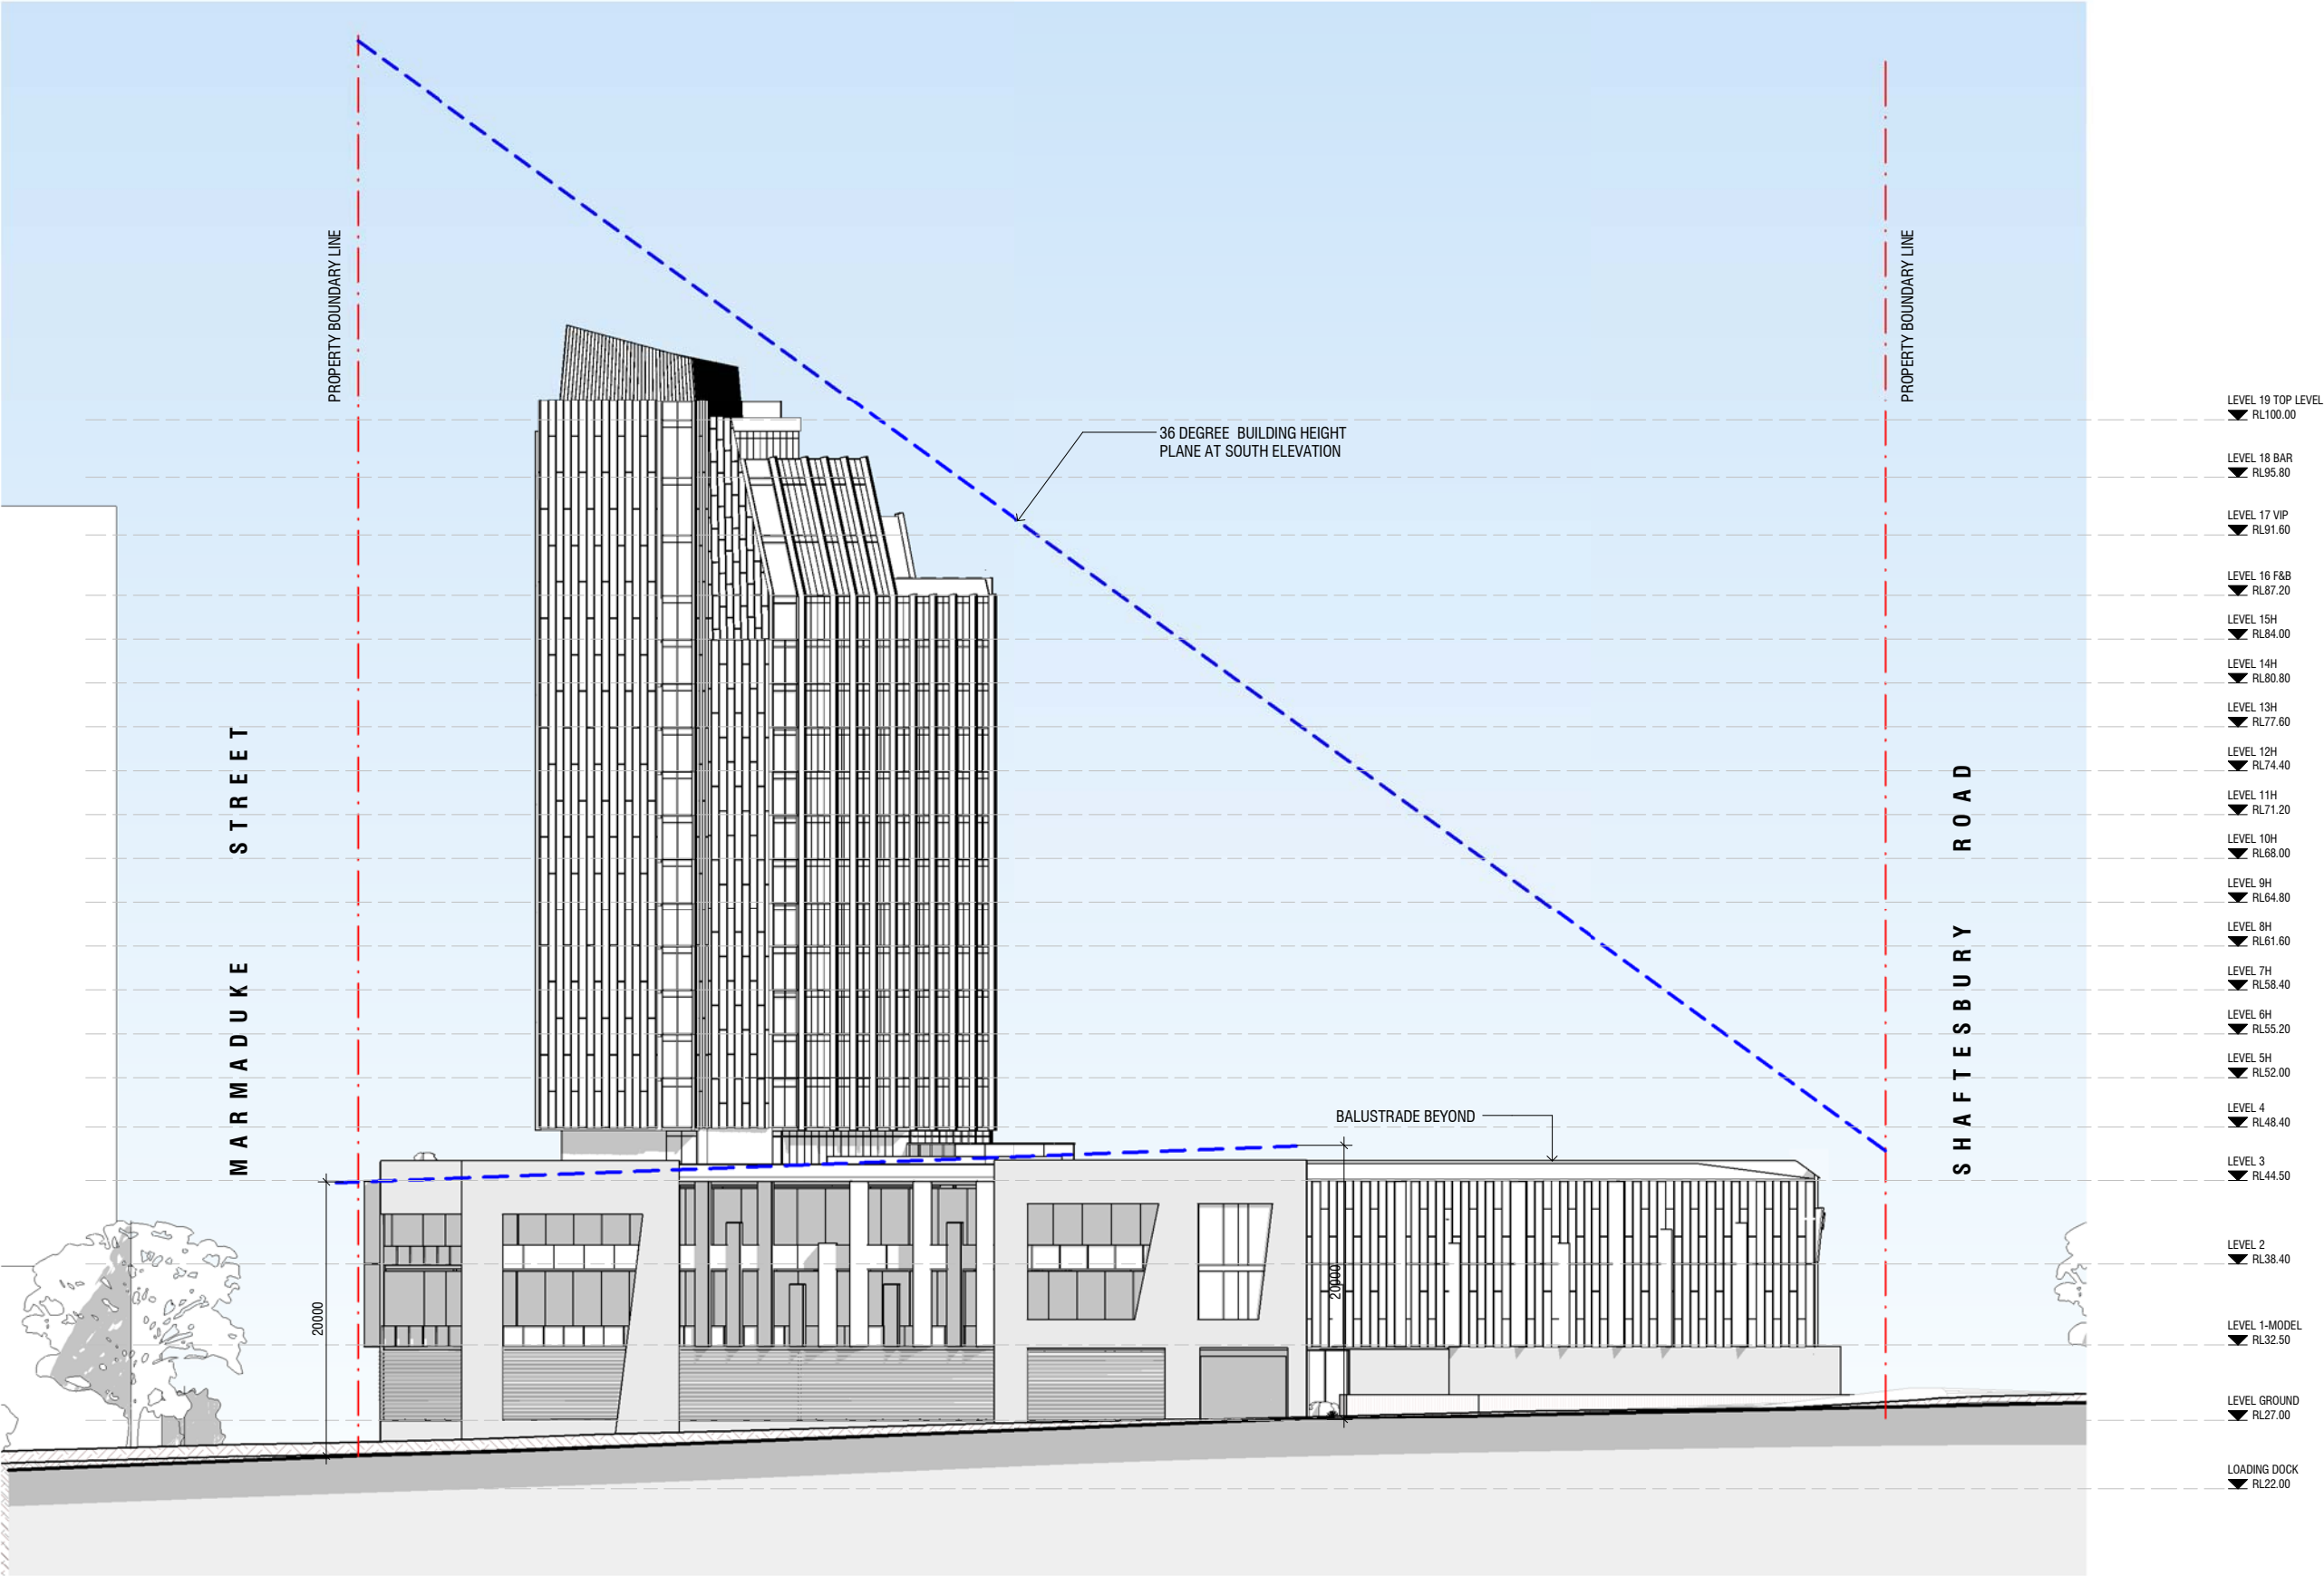 PROPERTY BOUNDARY LINE
PROPERTY BOUNDARY LINE
36 DEGREE BUILDING HEIGHT
PLANE AT SOUTH ELEVATION
MARMADUKE STREET
SHAFTESBURY ROAD
BALUSTRADE BEYOND
20000
20000
LEVEL 19 TOP LEVEL
RL100.00
LEVEL 18 BAR
RL95.80
LEVEL 17 VIP
RL91.60
LEVEL 16 F&B
RL87.20
LEVEL 15H
RL84.00
LEVEL 14H
RL80.80
LEVEL 13H
RL77.60
LEVEL 12H
RL74.40
LEVEL 11H
RL71.20
LEVEL 10H
RL68.00
LEVEL 9H
RL64.80
LEVEL 8H
RL61.60
LEVEL 7H
RL58.40
LEVEL 6H
RL55.20
LEVEL 5H
RL52.00
LEVEL 4
RL48.40
LEVEL 3
RL44.50
LEVEL 2
RL38.40
LEVEL 1-MODEL
RL32.50
LEVEL GROUND
RL27.00
LOADING DOCK
RL22.00